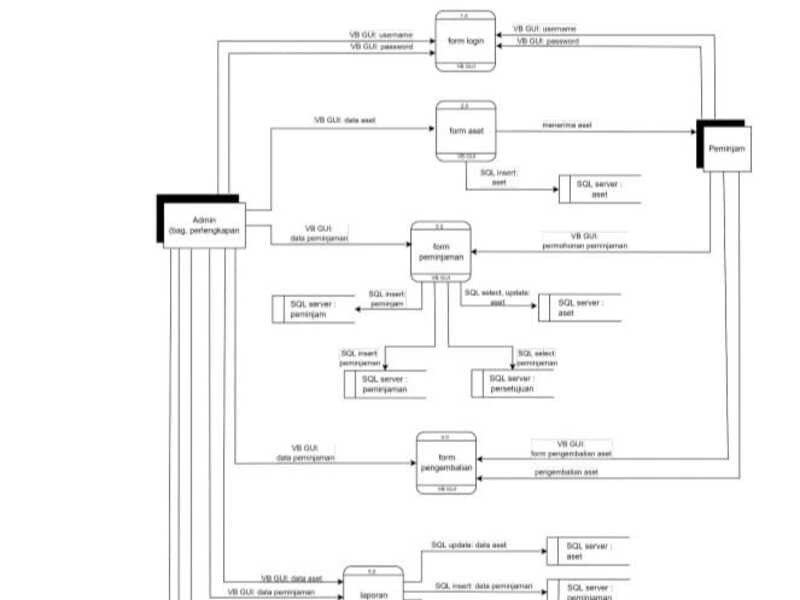 1.0
VB GUI: username
VB GUI: password
form login
VB GUI: username
VB GUI: password
VB GUI
2.0
VB GUI: data aset
form aset
menerima aset
VB GUI
Peminjam
SQL insert:
aset
SQL server :
aset
Admin
(bag. perlengkapan
3.0
VB GUI:
data peminjaman
form
peminjaman
VB GUI:
permohonan peminjaman
VB GUI
SQL insert:
peminjam
SQL select, update:
aset
SQL server :
peminjam
SQL server :
aset
SQL insert:
peminjaman
SQL select:
peminjaman
SQL server :
peminjaman
SQL server :
persetujuan
VB GUI:
data peminjaman
form
pengembalian
VB GUI:
form pengembalian aset
pengembalian aset
VB GUI
SQL update: data aset
SQL server :
aset
VB GUI: data aset
VB GUI: data peminjaman
laporan
SQL insert: data peminjaman
SQL server :
peminjaman